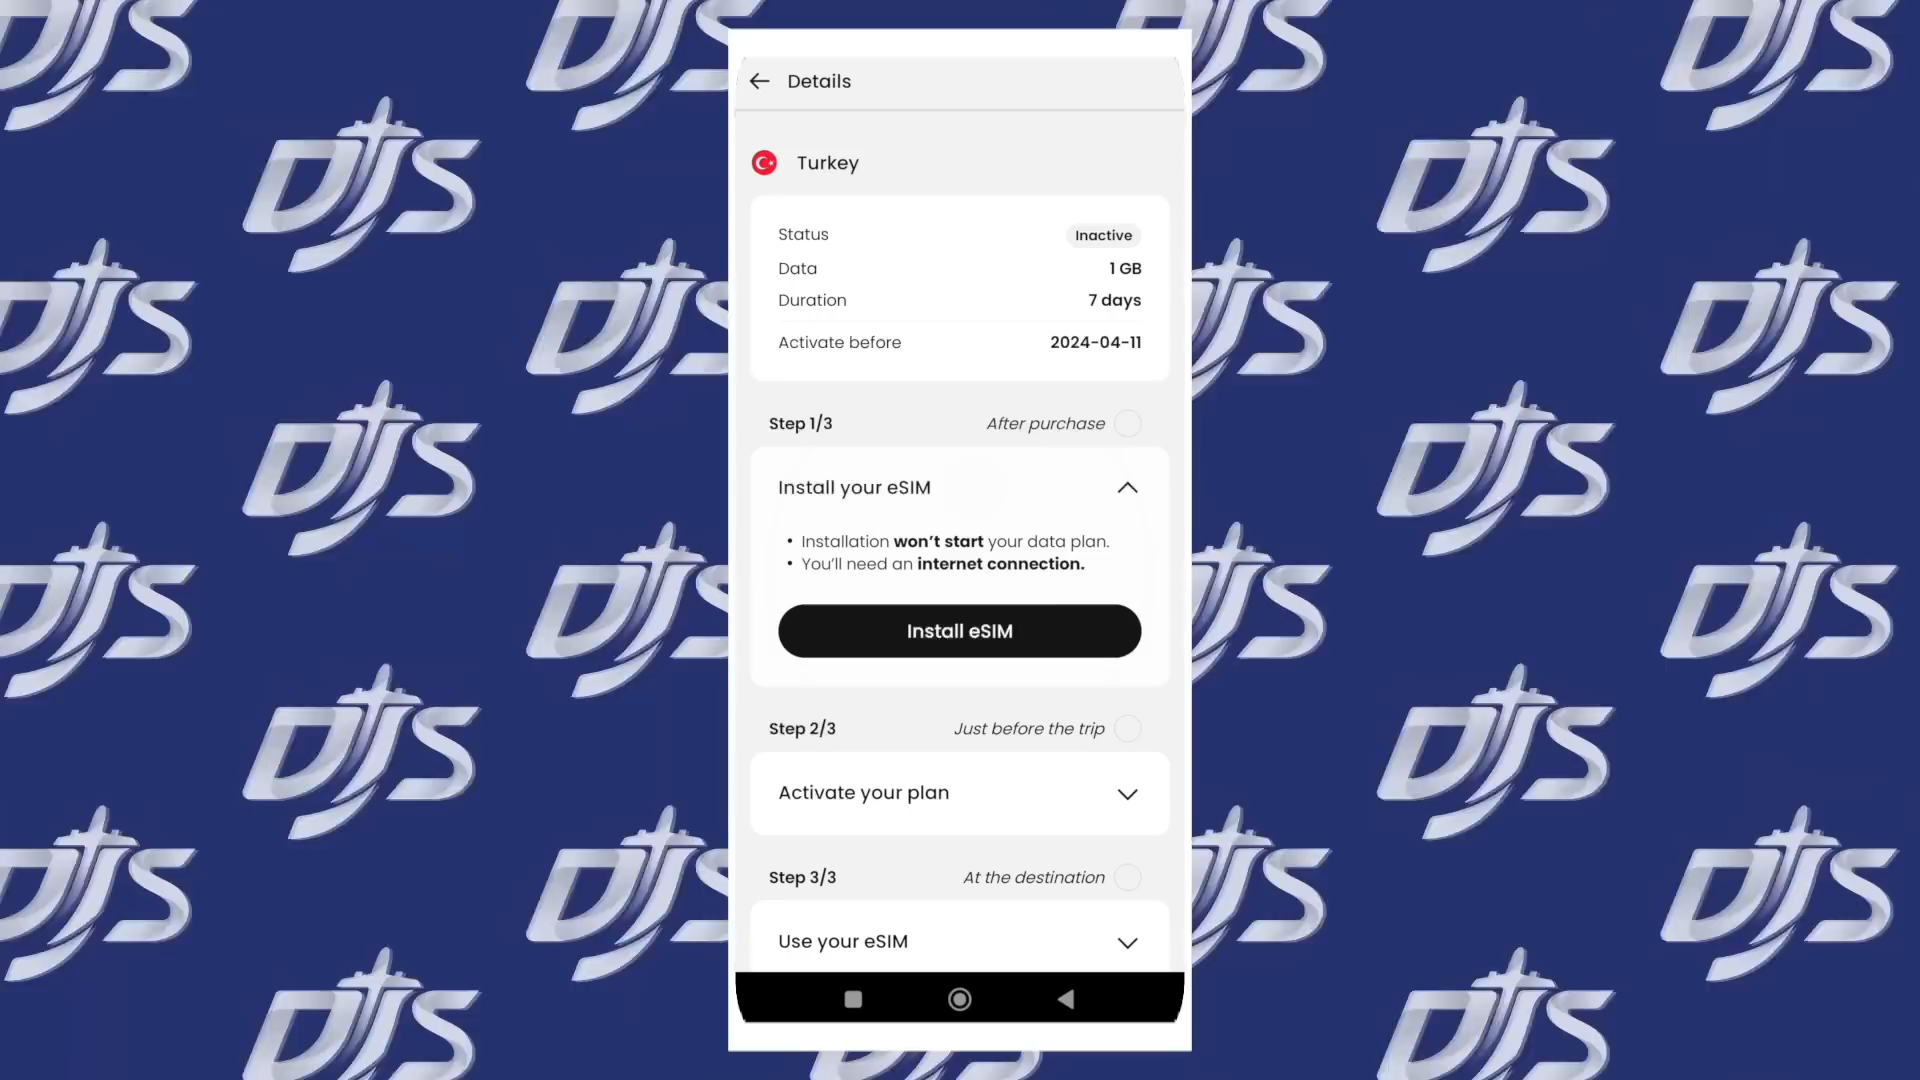 Details
Turkey
Status Inactive
Data 1 GB
Duration 7 days
Activate before 2024-04-11
Step 1/3 After purchase
Install your eSIM
• Installation won't start your data plan.
• You'll need an internet connection.
Install eSIM
Step 2/3 Just before the trip
Activate your plan
Step 3/3 At the destination
Use your eSIM